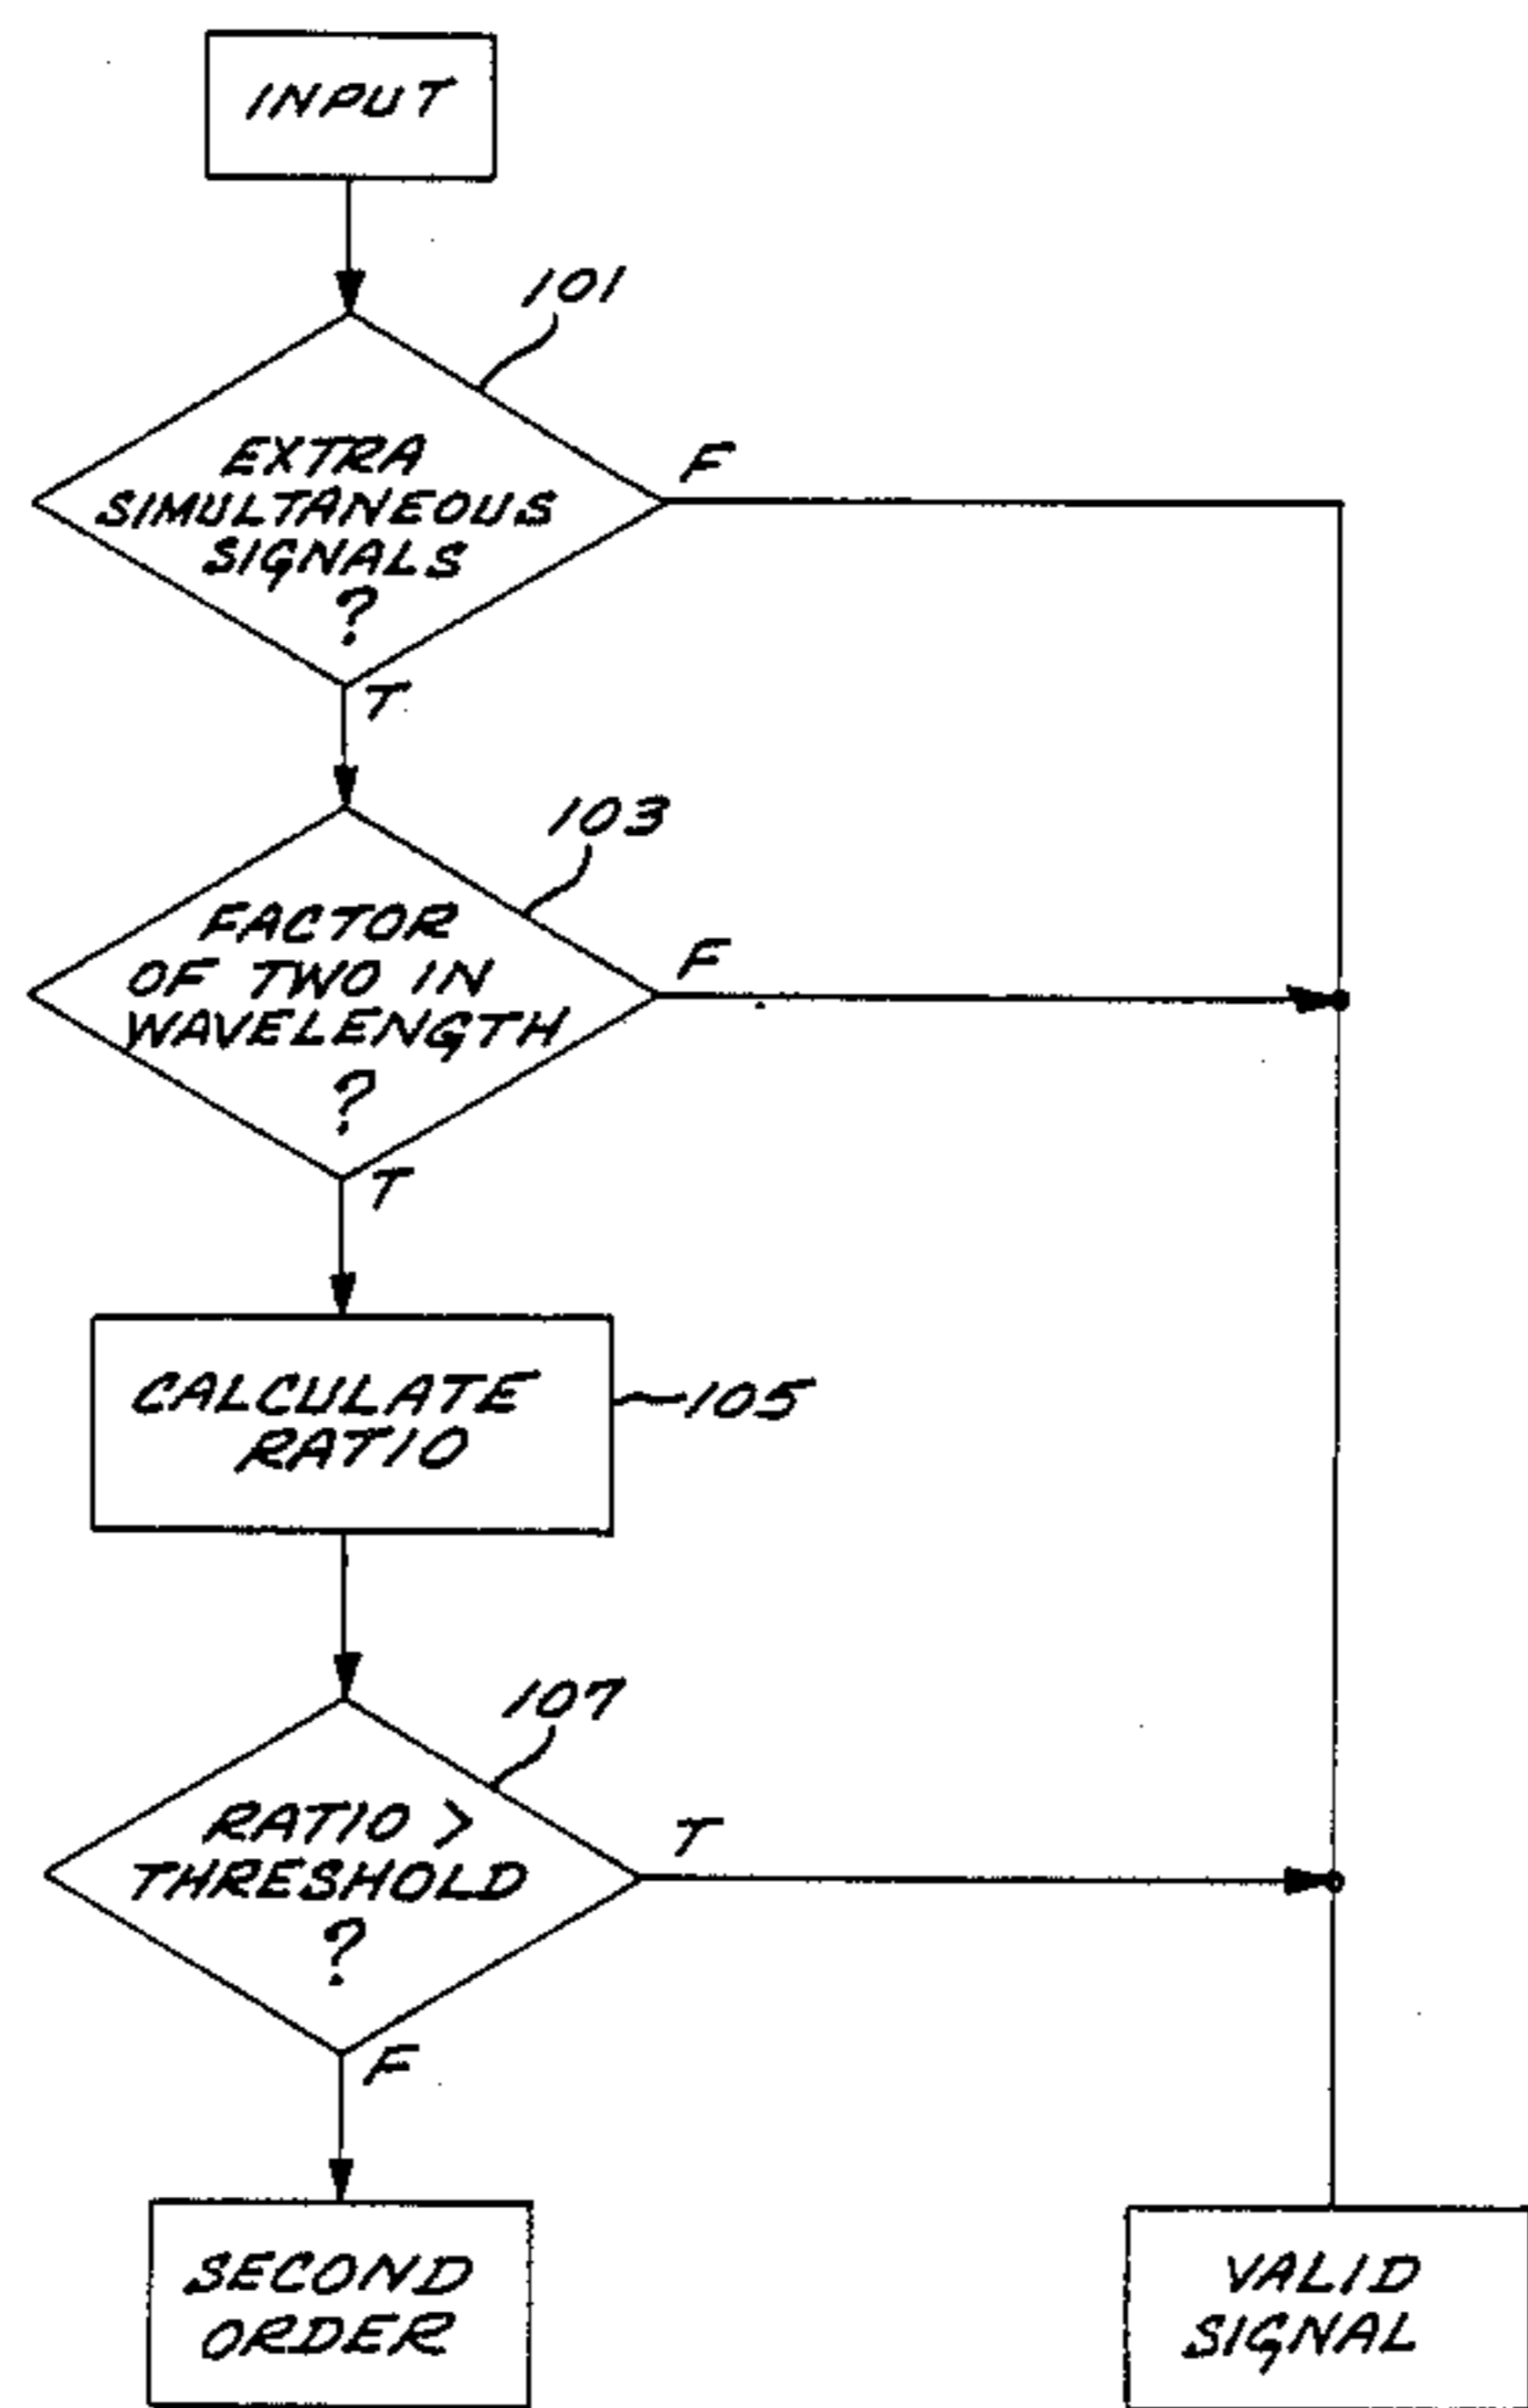 INPUT
101
EXTRA
SIMULTANEOUS
SIGNALS
?
F
T
103
FACTOR
OF TWO IN
WAVELENGTH
?
F
T
CALCULATE
RATIO
105
107
RATIO >
THRESHOLD
?
T
F
SECOND
ORDER
VALID
SIGNAL